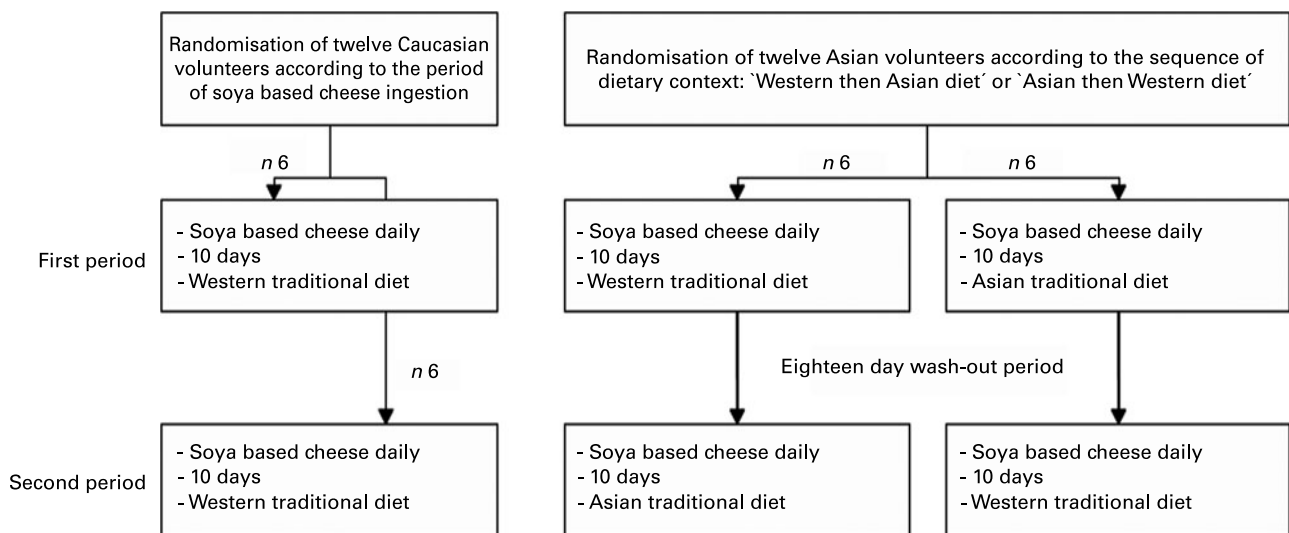 Randomisation of twelve Caucasian
volunteers according to the period
of soya based cheese ingestion
Randomisation of twelve Asian volunteers according to the sequence of
dietary context: `Western then Asian diet´ or `Asian then Western diet´
n 6
n 6
n 6
First period
- Soya based cheese daily
- 10 days
- Western traditional diet
- Soya based cheese daily
- 10 days
- Western traditional diet
- Soya based cheese daily
- 10 days
- Asian traditional diet
n 6
Eighteen day wash-out period
Second period
- Soya based cheese daily
- 10 days
- Western traditional diet
- Soya based cheese daily
- 10 days
- Asian traditional diet
- Soya based cheese daily
- 10 days
- Western traditional diet